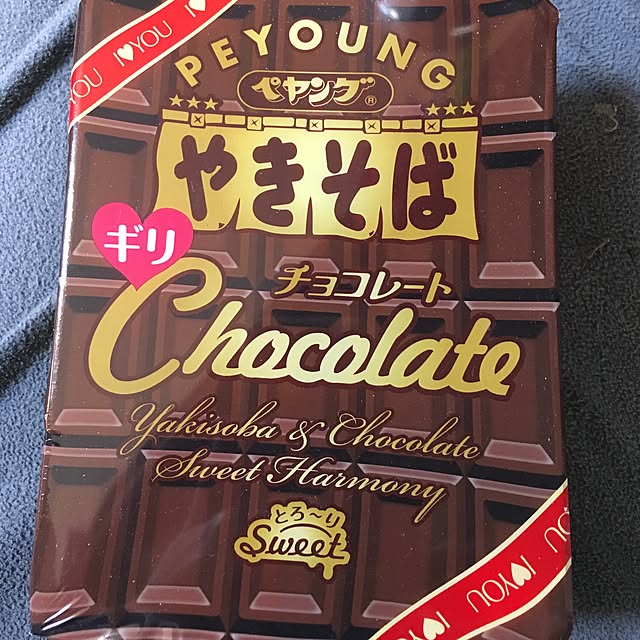 YOU I♥YOU I♥
PEYOUNG
ペヤング®
やきそば
ギリ
チョコレート
Chocolate
Yakisoba & Chocolate
Sweet Harmony
とろ〜り
Sweet
I♥YOU